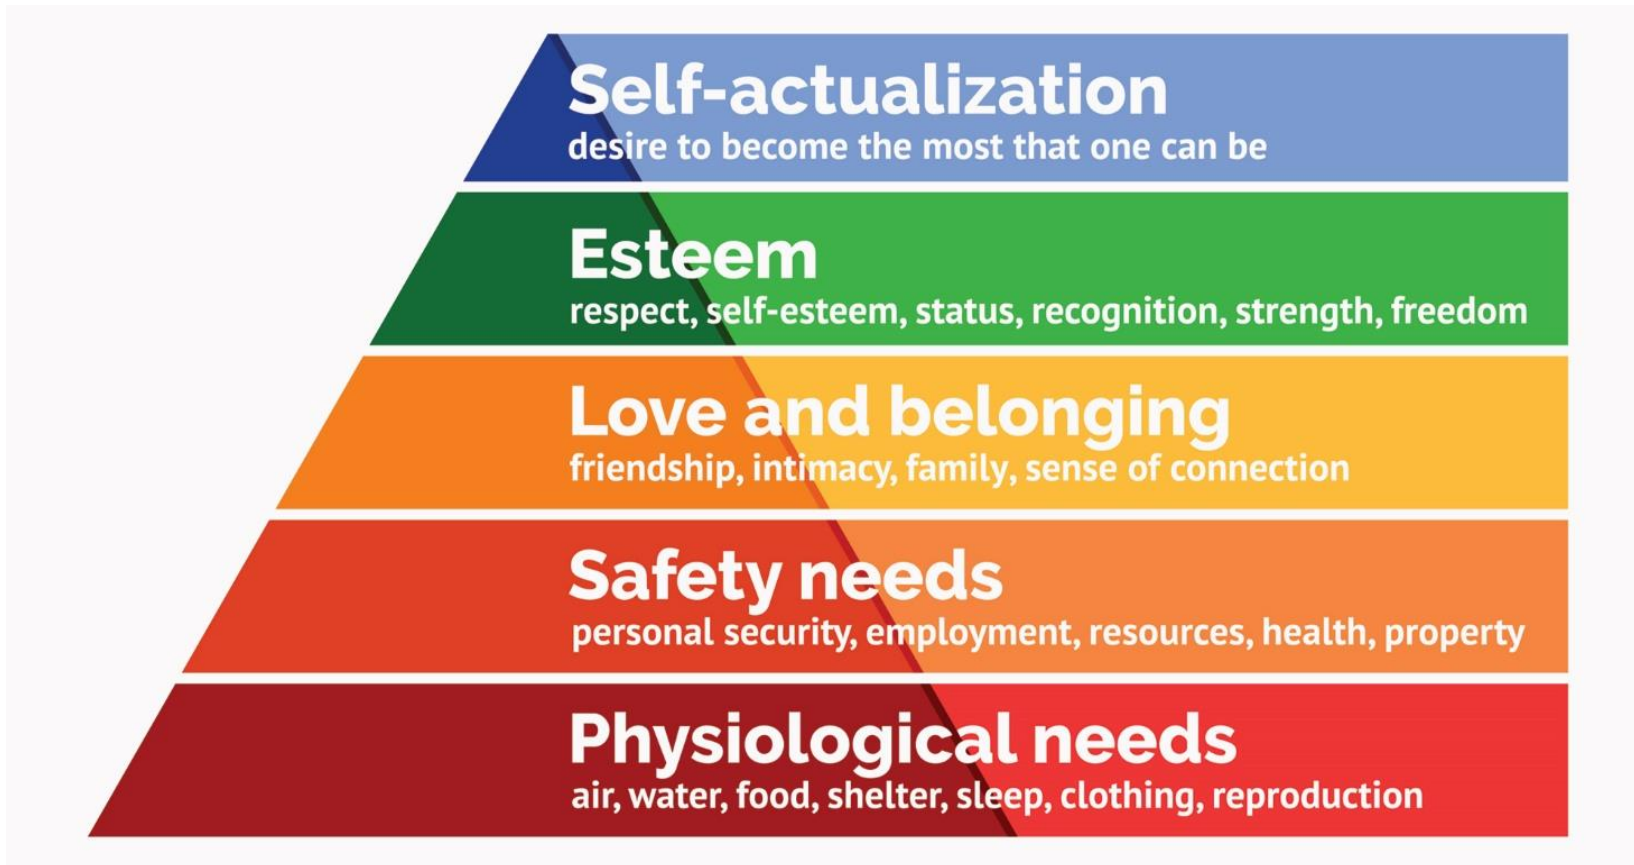 Self-actualization
desire to become the most that one can be
Esteem
respect, self-esteem, status, recognition, strength, freedom
Love and belonging
friendship, intimacy, family, sense of connection
Safety needs
personal security, employment, resources, health, property
Physiological needs
air, water, food, shelter, sleep, clothing, reproduction